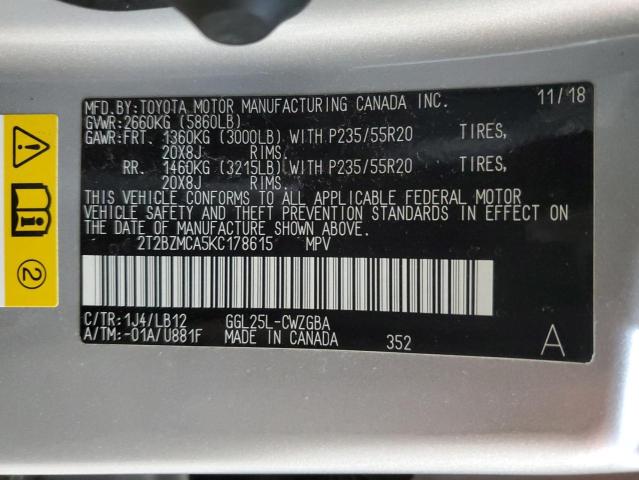 MFD.BY:TOYOTA MOTOR MANUFACTURING CANADA INC. 11/18
GVWR:2660KG (5860LB)
GAWR:FRT. 1360KG (3000LB) WITH P235/55R20 TIRES,
20X8J RIMS.
RR. 1460KG (3215LB) WITH P235/55R20 TIRES,
20X8J RIMS.
THIS VEHICLE CONFORMS TO ALL APPLICABLE FEDERAL MOTOR
VEHICLE SAFETY AND THEFT PREVENTION STANDARDS IN EFFECT ON
THE DATE OF MANUFACTURE SHOWN ABOVE.
2T2BZMCA5KC178615 MPV
C/TR:1J4/LB12 GGL25L-CWZGBA
A/TM:-01A/U881F MADE IN CANADA 352 A
2